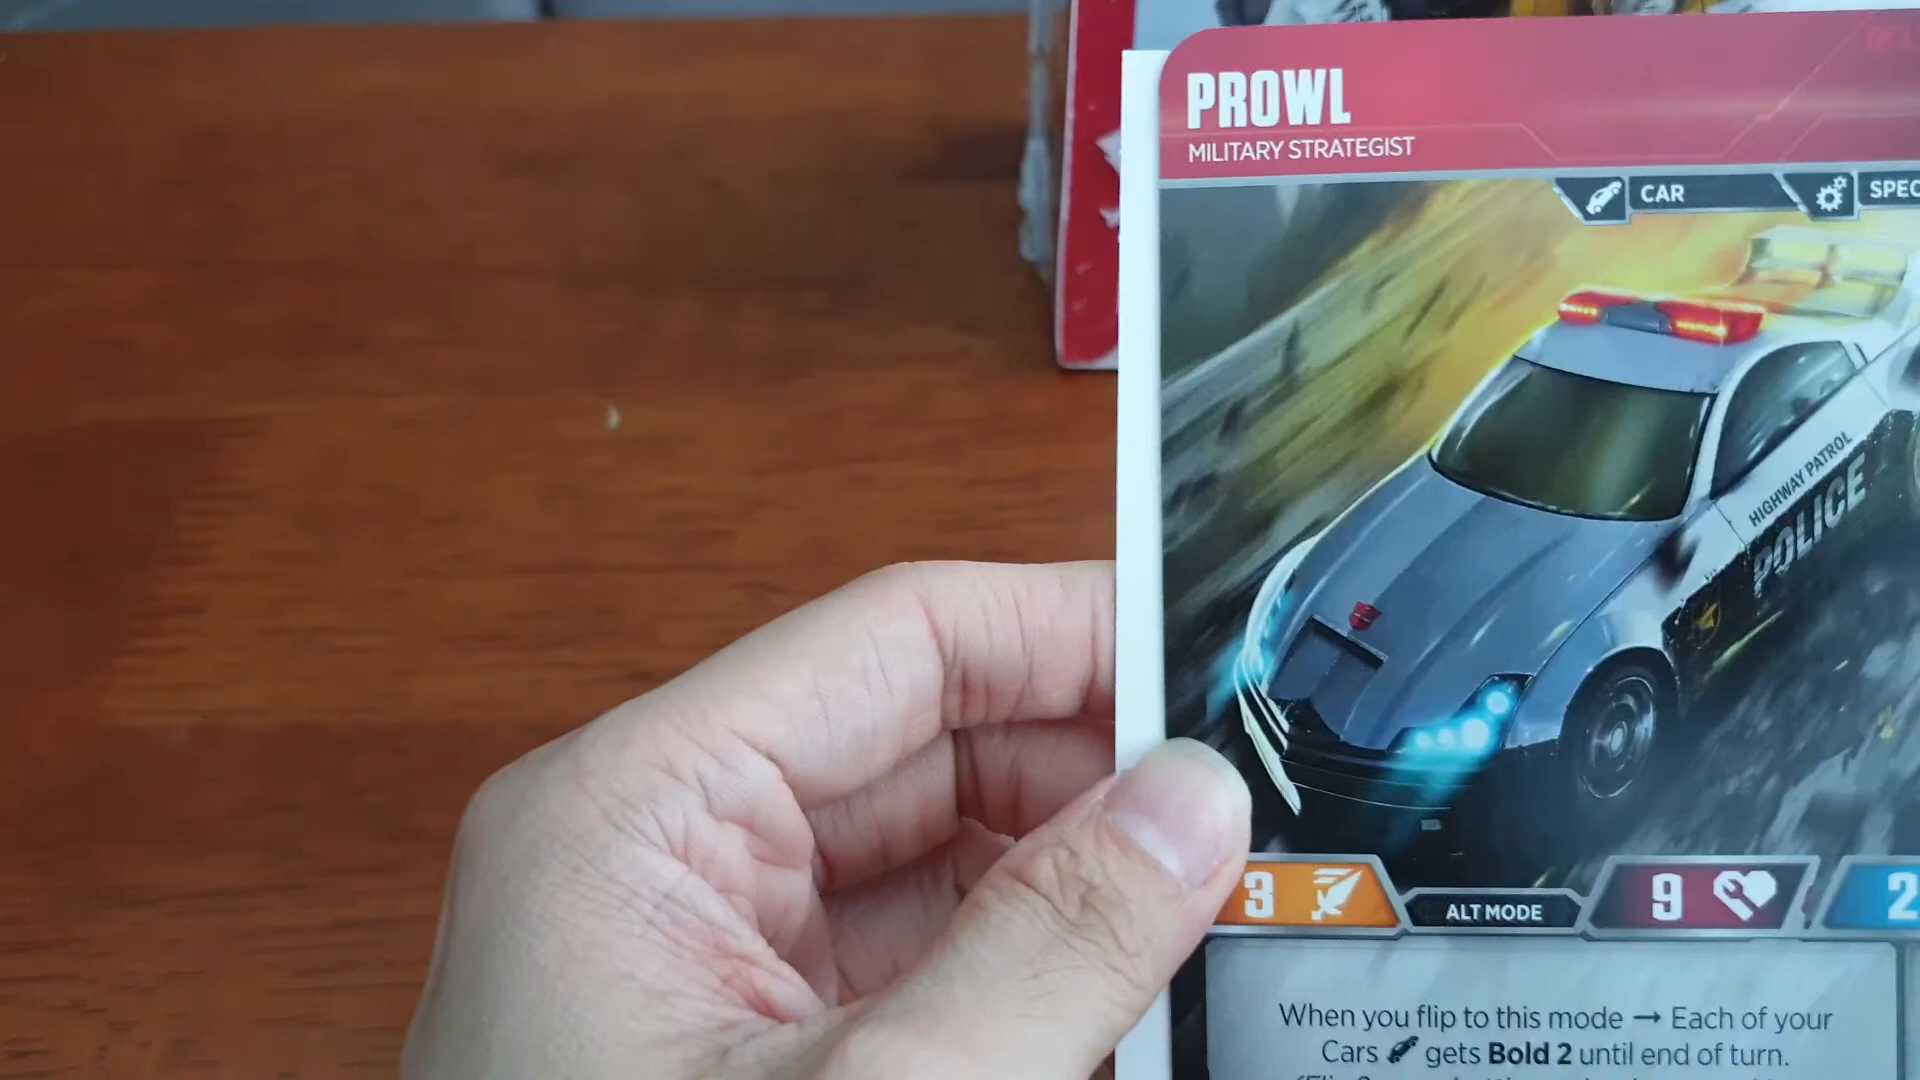 PROWL
MILITARY STRATEGIST
CAR
SPEC
HIGHWAY PATROL
POLICE
3
ALT MODE
9
2
When you flip to this mode → Each of your
Cars gets Bold 2 until end of turn.